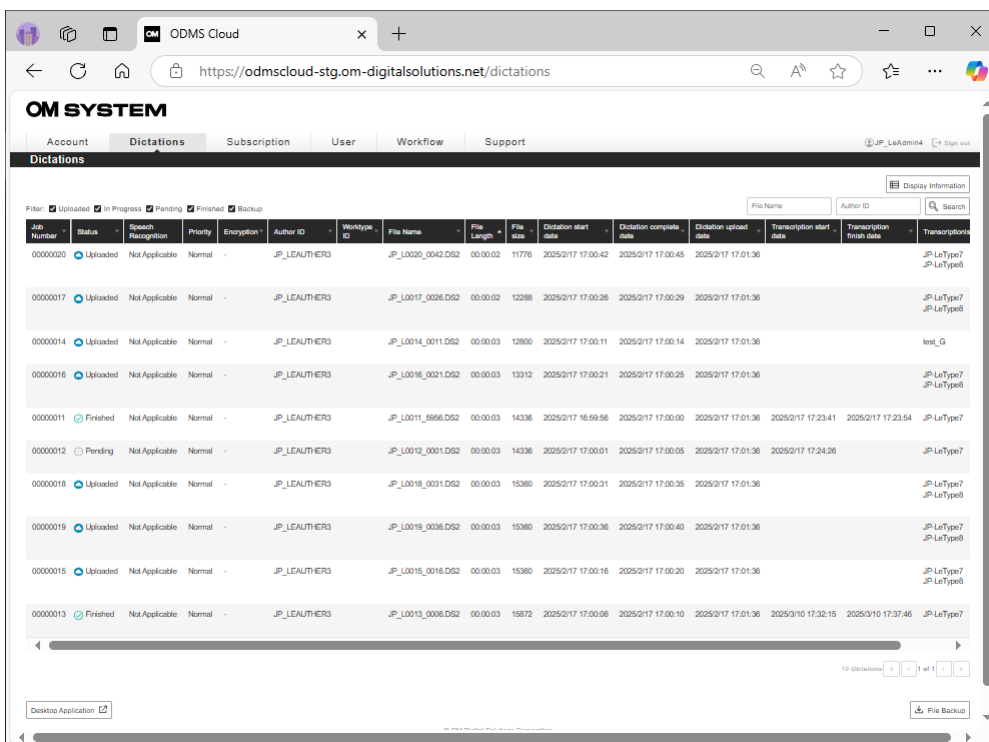 OM ODMS Cloud
https://odmscloud-stg.om-digitalsolutions.net/dictations
OM SYSTEM
Account Dictations Subscription User Workflow Support JP_LeAdmin4 Sign out
Dictations
Display Information
Filter: Uploaded In Progress Pending Finished Backup File Name Author ID Search
Job Number Status Speech Recognition Priority Encryption Author ID Worktype ID File Name File Length File size Dictation start date Dictation complete date Dictation upload date Transcription start date Transcription finish date Transcriptionis
00000020 Uploaded Not Applicable Normal - JP_LEAUTHER3 JP_L0020_0042.DS2 00:00:02 11776 2025/2/17 17:00:42 2025/2/17 17:00:45 2025/2/17 17:01:36 JP-LeType7
JP-LeType8
00000017 Uploaded Not Applicable Normal - JP_LEAUTHER3 JP_L0017_0026.DS2 00:00:02 12288 2025/2/17 17:00:26 2025/2/17 17:00:29 2025/2/17 17:01:36 JP-LeType7
JP-LeType8
00000014 Uploaded Not Applicable Normal - JP_LEAUTHER3 JP_L0014_0011.DS2 00:00:03 12800 2025/2/17 17:00:11 2025/2/17 17:00:14 2025/2/17 17:01:36 test_G
00000016 Uploaded Not Applicable Normal - JP_LEAUTHER3 JP_L0016_0021.DS2 00:00:03 13312 2025/2/17 17:00:21 2025/2/17 17:00:25 2025/2/17 17:01:36 JP-LeType7
JP-LeType8
00000011 Finished Not Applicable Normal - JP_LEAUTHER3 JP_L0011_5956.DS2 00:00:03 14336 2025/2/17 16:59:56 2025/2/17 17:00:00 2025/2/17 17:01:36 2025/2/17 17:23:41 2025/2/17 17:23:54 JP-LeType7
00000012 Pending Not Applicable Normal - JP_LEAUTHER3 JP_L0012_0001.DS2 00:00:03 14336 2025/2/17 17:00:01 2025/2/17 17:00:05 2025/2/17 17:01:36 2025/2/17 17:24:26 JP-LeType7
00000018 Uploaded Not Applicable Normal - JP_LEAUTHER3 JP_L0018_0031.DS2 00:00:03 15360 2025/2/17 17:00:31 2025/2/17 17:00:35 2025/2/17 17:01:36 JP-LeType7
JP-LeType8
00000019 Uploaded Not Applicable Normal - JP_LEAUTHER3 JP_L0019_0036.DS2 00:00:03 15360 2025/2/17 17:00:36 2025/2/17 17:00:40 2025/2/17 17:01:36 JP-LeType7
JP-LeType8
00000015 Uploaded Not Applicable Normal - JP_LEAUTHER3 JP_L0015_0016.DS2 00:00:03 15360 2025/2/17 17:00:16 2025/2/17 17:00:20 2025/2/17 17:01:36 JP-LeType7
JP-LeType8
00000013 Finished Not Applicable Normal - JP_LEAUTHER3 JP_L0013_0006.DS2 00:00:03 15872 2025/2/17 17:00:06 2025/2/17 17:00:10 2025/2/17 17:01:36 2025/3/10 17:32:15 2025/3/10 17:37:46 JP-LeType7
10 Dictations « ‹ 1 of 1 › »
Desktop Application File Backup